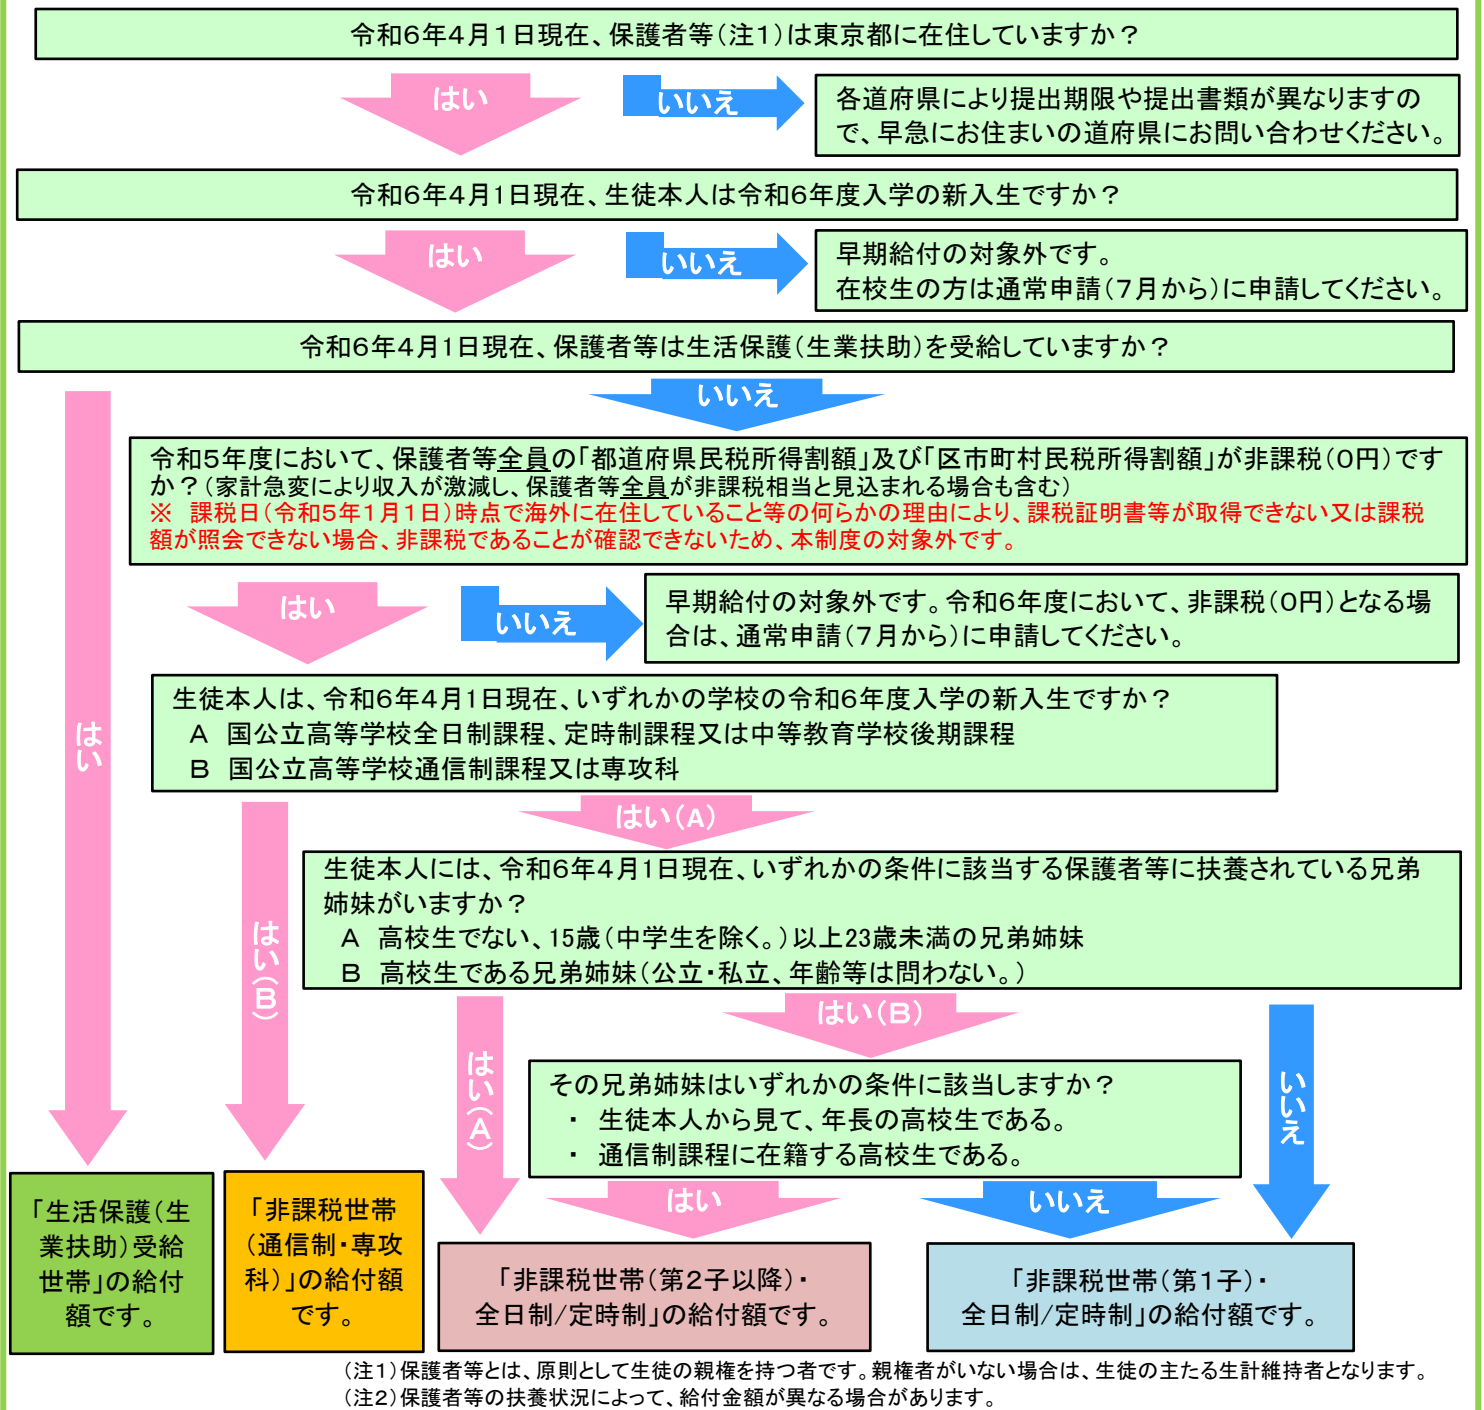 令和6年4月1日現在、保護者等(注1)は東京都に在住していますか？
はい
いいえ
各道府県により提出期限や提出書類が異なりますの
で、早急にお住まいの道府県にお問い合わせください。
令和6年4月1日現在、生徒本人は令和6年度入学の新入生ですか？
はい
いいえ
早期給付の対象外です。
在校生の方は通常申請(7月から)に申請してください。
令和6年4月1日現在、保護者等は生活保護(生業扶助)を受給していますか？
はい
いいえ
令和5年度において、保護者等全員の「都道府県民税所得割額」及び「区市町村民税所得割額」が非課税(0円)です
か？(家計急変により収入が激減し、保護者等全員が非課税相当と見込まれる場合も含む)
※　課税日(令和5年1月1日)時点で海外に在住していること等の何らかの理由により、課税証明書等が取得できない又は課税
額が照会できない場合、非課税であることが確認できないため、本制度の対象外です。
はい
いいえ
早期給付の対象外です。令和6年度において、非課税(0円)となる場
合は、通常申請(7月から)に申請してください。
生徒本人は、令和6年4月1日現在、いずれかの学校の令和6年度入学の新入生ですか？
A　国公立高等学校全日制課程、定時制課程又は中等教育学校後期課程
B　国公立高等学校通信制課程又は専攻科
はい(A)
はい(B)
生徒本人には、令和6年4月1日現在、いずれかの条件に該当する保護者等に扶養されている兄弟
姉妹がいますか？
A　高校生でない、15歳(中学生を除く。)以上23歳未満の兄弟姉妹
B　高校生である兄弟姉妹(公立・私立、年齢等は問わない。)
はい(A)
はい(B)
いいえ
その兄弟姉妹はいずれかの条件に該当しますか？
・　生徒本人から見て、年長の高校生である。
・　通信制課程に在籍する高校生である。
はい
いいえ
「生活保護(生
業扶助)受給
世帯」の給付
額です。
「非課税世帯
(通信制・専攻
科)」の給付額
です。
「非課税世帯(第2子以降)・
全日制/定時制」の給付額です。
「非課税世帯(第1子)・
全日制/定時制」の給付額です。
(注1)保護者等とは、原則として生徒の親権を持つ者です。親権者がいない場合は、生徒の主たる生計維持者となります。
(注2)保護者等の扶養状況によって、給付金額が異なる場合があります。